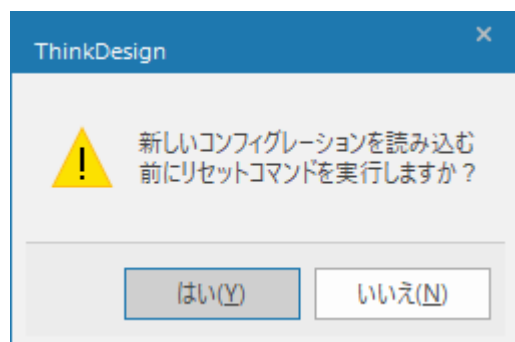 ThinkDesign
新しいコンフィグレーションを読み込む
前にリセットコマンドを実行しますか？
はい(Y)
いいえ(N)